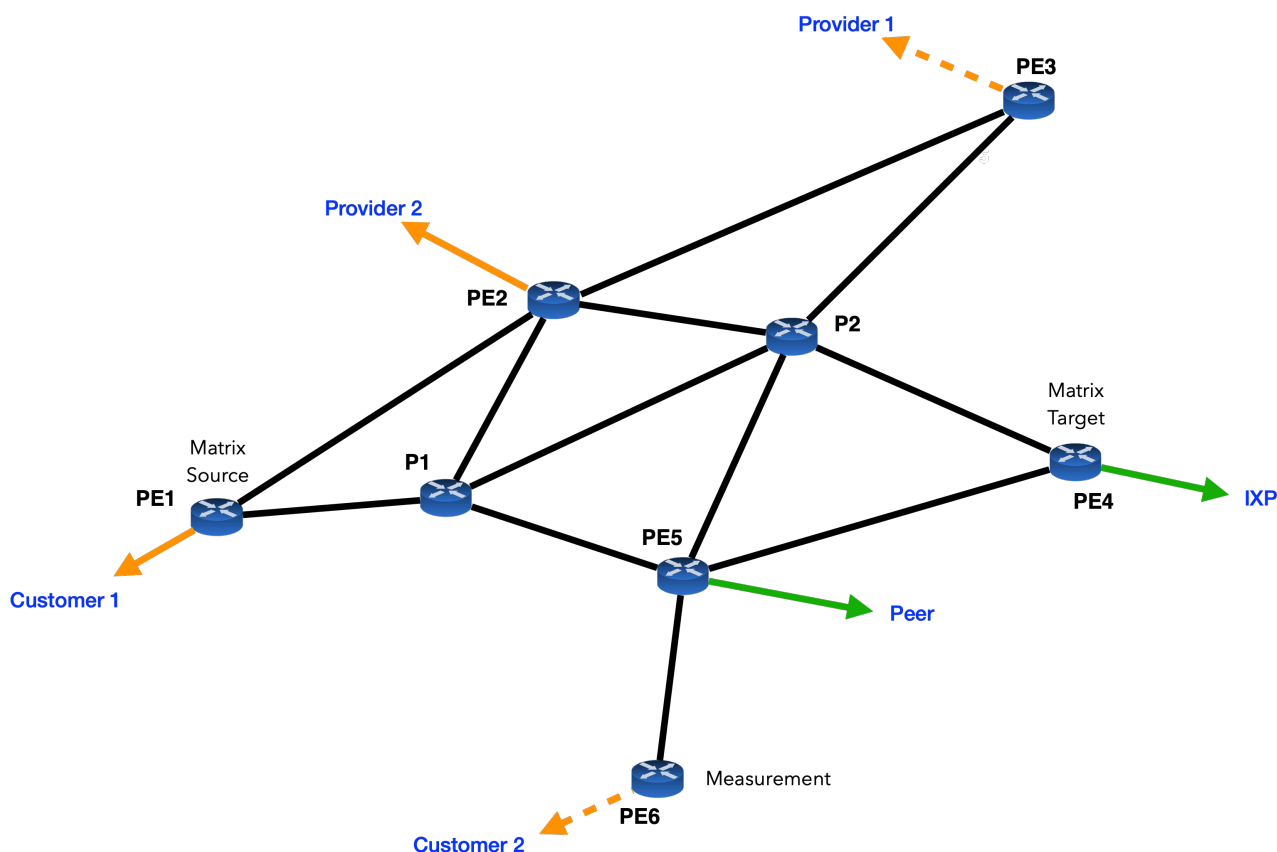 Provider 1
PE3
Provider 2
PE2
P2
Matrix
Target
Matrix
Source
P1
PE1
PE4
IXP
PE5
Customer 1
Peer
Measurement
PE6
Customer 2